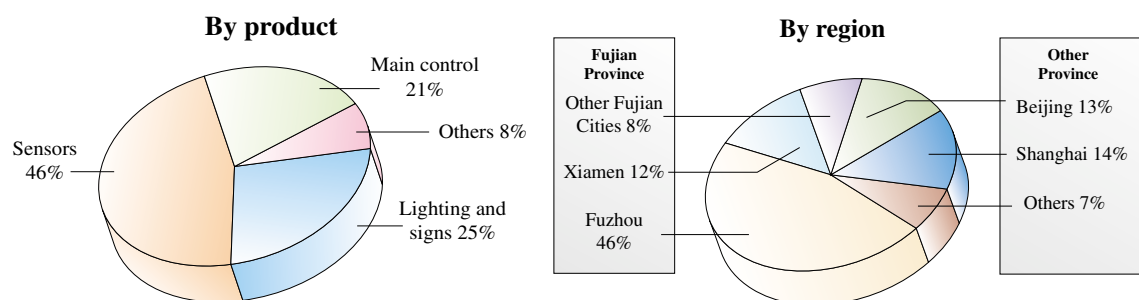 By product
Main control
21%
Others 8%
Sensors
46%
Lighting and
signs 25%
By region
Fujian
Province
Other Fujian
Cities 8%
Xiamen 12%
Fuzhou
46%
Other
Province
Beijing 13%
Shanghai 14%
Others 7%